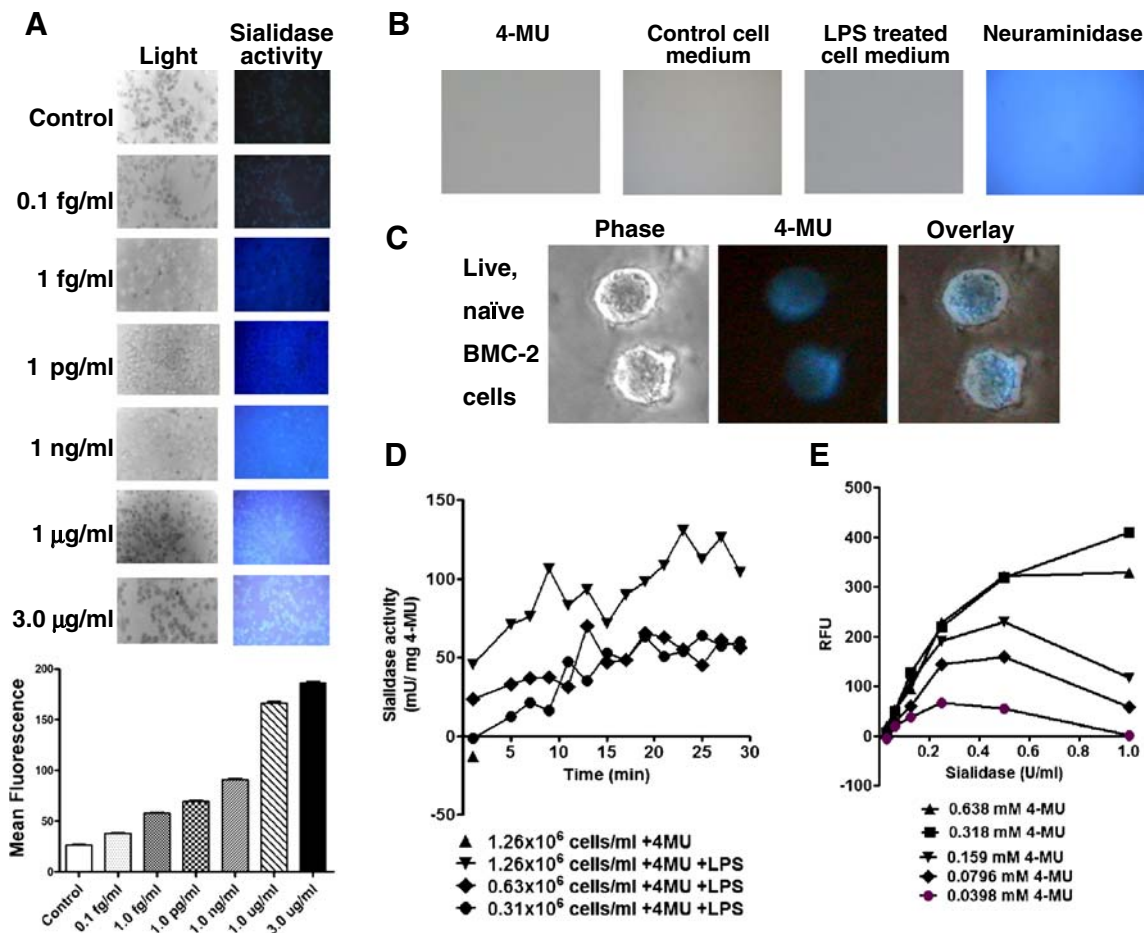 A
Light
Sialidase
activity
Control
0.1 fg/ml
1 fg/ml
1 pg/ml
1 ng/ml
1 µg/ml
3.0 µg/ml
Mean Fluorescence
200
150
100
50
0
Control
0.1 fg/ml
1.0 fg/ml
1.0 pg/ml
1.0 ng/ml
1.0 ug/ml
3.0 ug/ml
B
4-MU
Control cell
medium
LPS treated
cell medium
Neuraminidase
C
Phase
4-MU
Overlay
Live,
naïve
BMC-2
cells
D
Sialidase activity
(mU/ mg 4-MU)
150
100
50
0
-50
5
10
15
20
25
30
Time (min)
1.26x10⁶ cells/ml +4MU
1.26x10⁶ cells/ml +4MU +LPS
0.63x10⁶ cells/ml +4MU +LPS
0.31x10⁶ cells/ml +4MU +LPS
E
RFU
500
400
300
200
100
0
-100
0.2
0.4
0.6
0.8
1.0
Sialidase (U/ml)
0.638 mM 4-MU
0.318 mM 4-MU
0.159 mM 4-MU
0.0796 mM 4-MU
0.0398 mM 4-MU